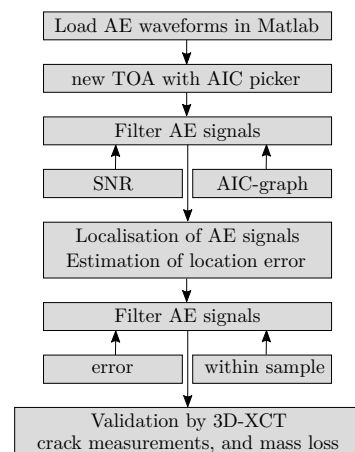 Load AE waveforms in Matlab
new TOA with AIC picker
Filter AE signals
SNR
AIC-graph
Localisation of AE signals
Estimation of location error
Filter AE signals
error
within sample
Validation by 3D-XCT
crack measurements, and mass loss